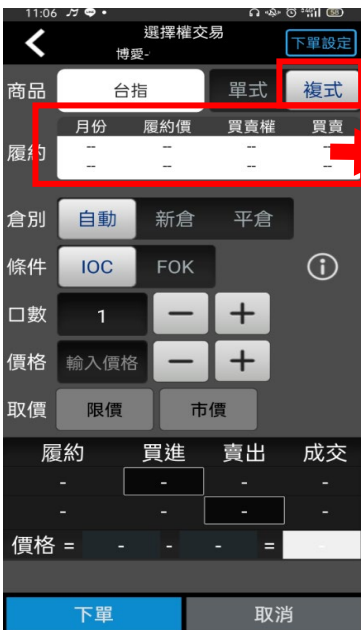 11:06
選擇權交易
博愛-
下單設定
商品 台指 單式 複式
月份 履約價 買賣權 買賣
履約 -- -- -- --
-- -- -- --
倉別 自動 新倉 平倉
條件 IOC FOK
口數 1 − +
價格 輸入價格 − +
取價 限價 市價
履約 買進 賣出 成交
- - - -
- - - -
價格 = - - - = -
下單 取消